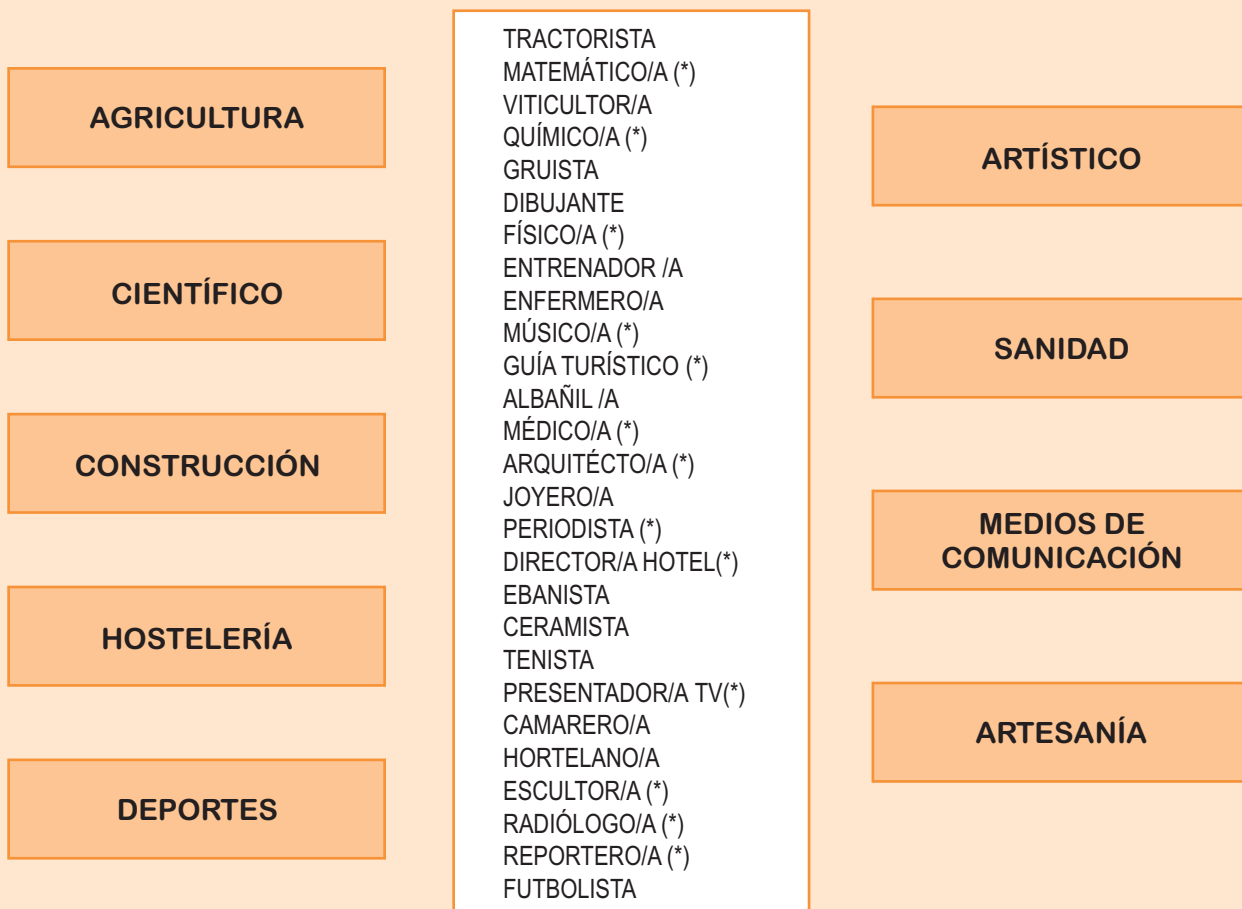 AGRICULTURA
CIENTÍFICO
CONSTRUCCIÓN
HOSTELERÍA
DEPORTES
TRACTORISTA
MATEMÁTICO/A (*)
VITICULTOR/A
QUÍMICO/A (*)
GRUISTA
DIBUJANTE
FÍSICO/A (*)
ENTRENADOR /A
ENFERMERO/A
MÚSICO/A (*)
GUÍA TURÍSTICO (*)
ALBAÑIL /A
MÉDICO/A (*)
ARQUITÉCTO/A (*)
JOYERO/A
PERIODISTA (*)
DIRECTOR/A HOTEL(*)
EBANISTA
CERAMISTA
TENISTA
PRESENTADOR/A TV(*)
CAMARERO/A
HORTELANO/A
ESCULTOR/A (*)
RADIÓLOGO/A (*)
REPORTERO/A (*)
FUTBOLISTA
ARTÍSTICO
SANIDAD
MEDIOS DE
COMUNICACIÓN
ARTESANÍA